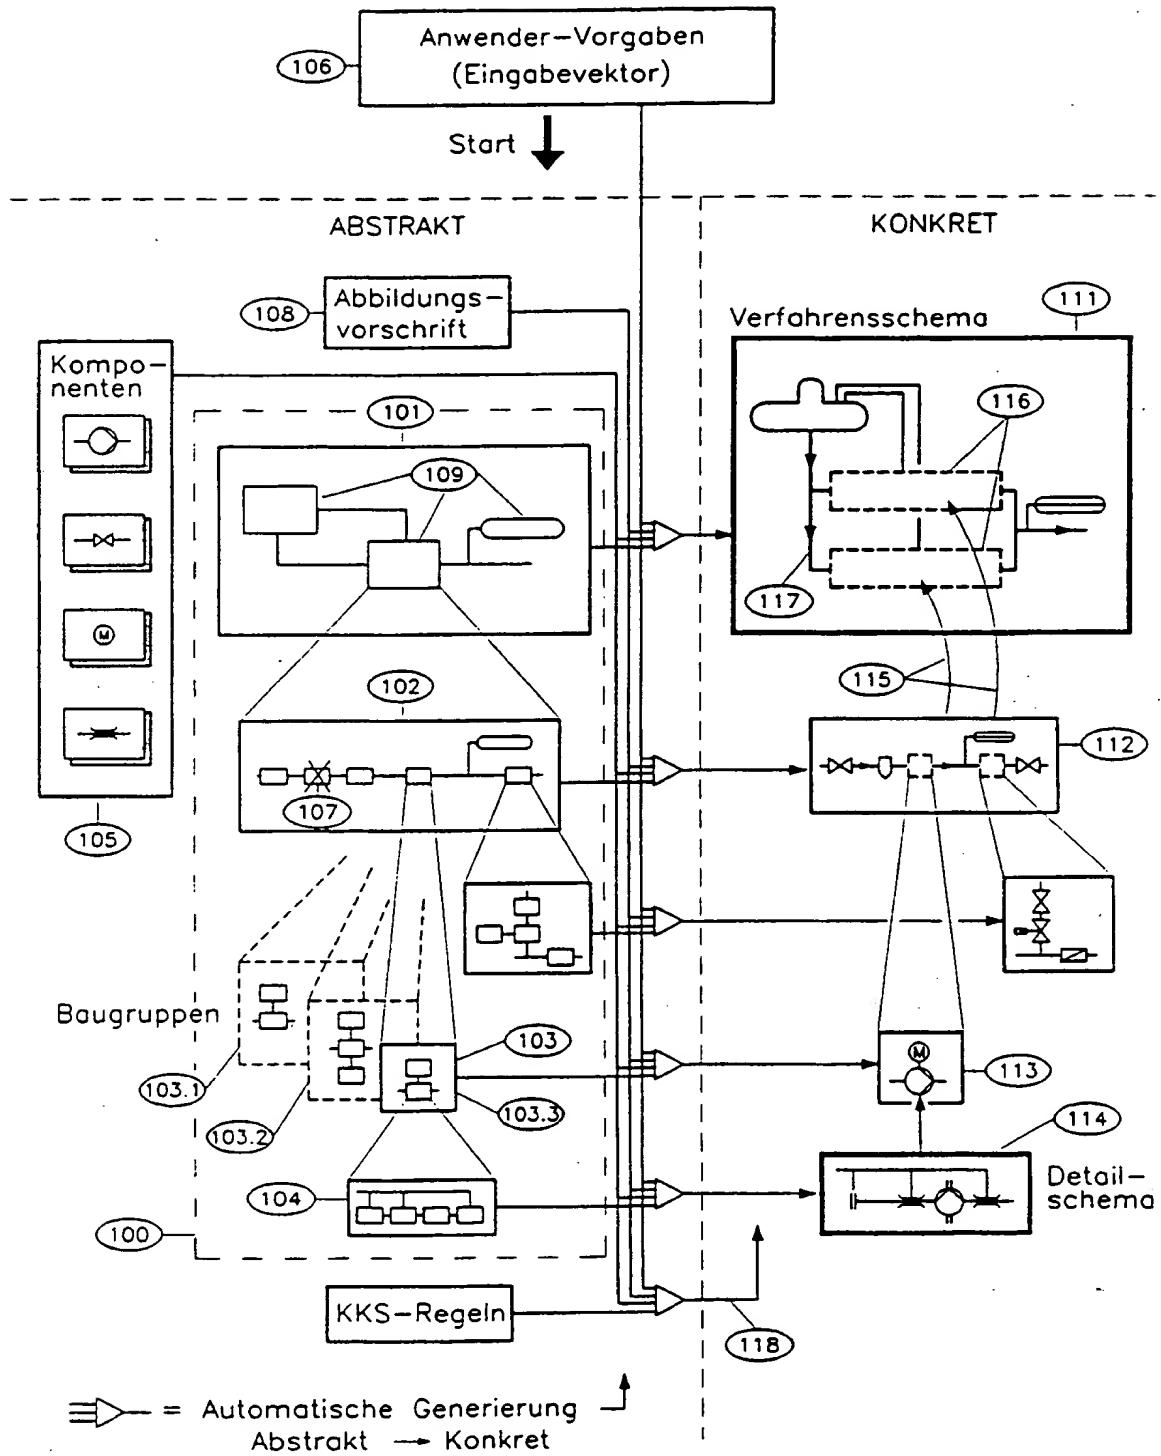 Anwender-Vorgaben
(Eingabevektor)
106
Start
ABSTRAKT
KONKRET
108
Abbildungs-
vorschrift
111
Verfahrensschema
Kompo-
nenten
101
116
109
M
117
115
102
112
107
105
Baugruppen
103
M
113
103.1
103.2
103.3
114
104
Detail-
schema
100
KKS-Regeln
118
= Automatische Generierung
Abstrakt → Konkret